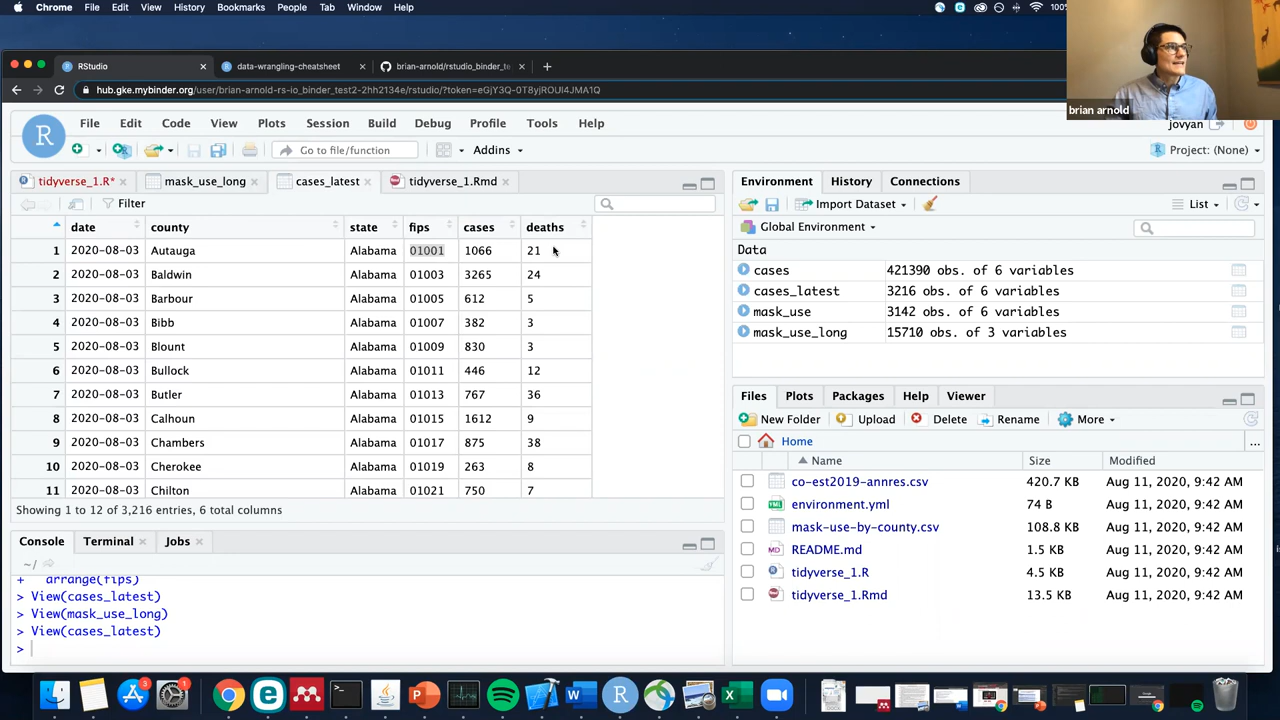 Chrome File Edit View History Bookmarks People Tab Window Help 100%
RStudio data-wrangling-cheatsheet brian-arnold/rstudio_binder_te
hub.gke.mybinder.org/user/brian-arnold-rs-io_binder_test2-2hh2134e/rstudio/?token=eGjY3Q-0T8yjROUl4JMA1Q
brian arnold
R File Edit Code View Plots Session Build Debug Profile Tools Help jovyan
Go to file/function Addins Project: (None)
tidyverse_1.R* mask_use_long cases_latest tidyverse_1.Rmd
Filter
date county state fips cases deaths
1 2020-08-03 Autauga Alabama 01001 1066 21
2 2020-08-03 Baldwin Alabama 01003 3265 24
3 2020-08-03 Barbour Alabama 01005 612 5
4 2020-08-03 Bibb Alabama 01007 382 3
5 2020-08-03 Blount Alabama 01009 830 3
6 2020-08-03 Bullock Alabama 01011 446 12
7 2020-08-03 Butler Alabama 01013 767 36
8 2020-08-03 Calhoun Alabama 01015 1612 9
9 2020-08-03 Chambers Alabama 01017 875 38
10 2020-08-03 Cherokee Alabama 01019 263 8
11 2020-08-03 Chilton Alabama 01021 750 7
Showing 1 to 12 of 3,216 entries, 6 total columns
Console Terminal Jobs
~/
+ arrange(fips)
> View(cases_latest)
> View(mask_use_long)
> View(cases_latest)
>
Environment History Connections
Import Dataset List
Global Environment
Data
cases 421390 obs. of 6 variables
cases_latest 3216 obs. of 6 variables
mask_use 3142 obs. of 6 variables
mask_use_long 15710 obs. of 3 variables
Files Plots Packages Help Viewer
New Folder Upload Delete Rename More
Home ...
Name Size Modified
co-est2019-annres.csv 420.7 KB Aug 11, 2020, 9:42 AM
environment.yml 74 B Aug 11, 2020, 9:42 AM
mask-use-by-county.csv 108.8 KB Aug 11, 2020, 9:42 AM
README.md 1.5 KB Aug 11, 2020, 9:42 AM
tidyverse_1.R 4.5 KB Aug 11, 2020, 9:42 AM
tidyverse_1.Rmd 13.5 KB Aug 11, 2020, 9:42 AM